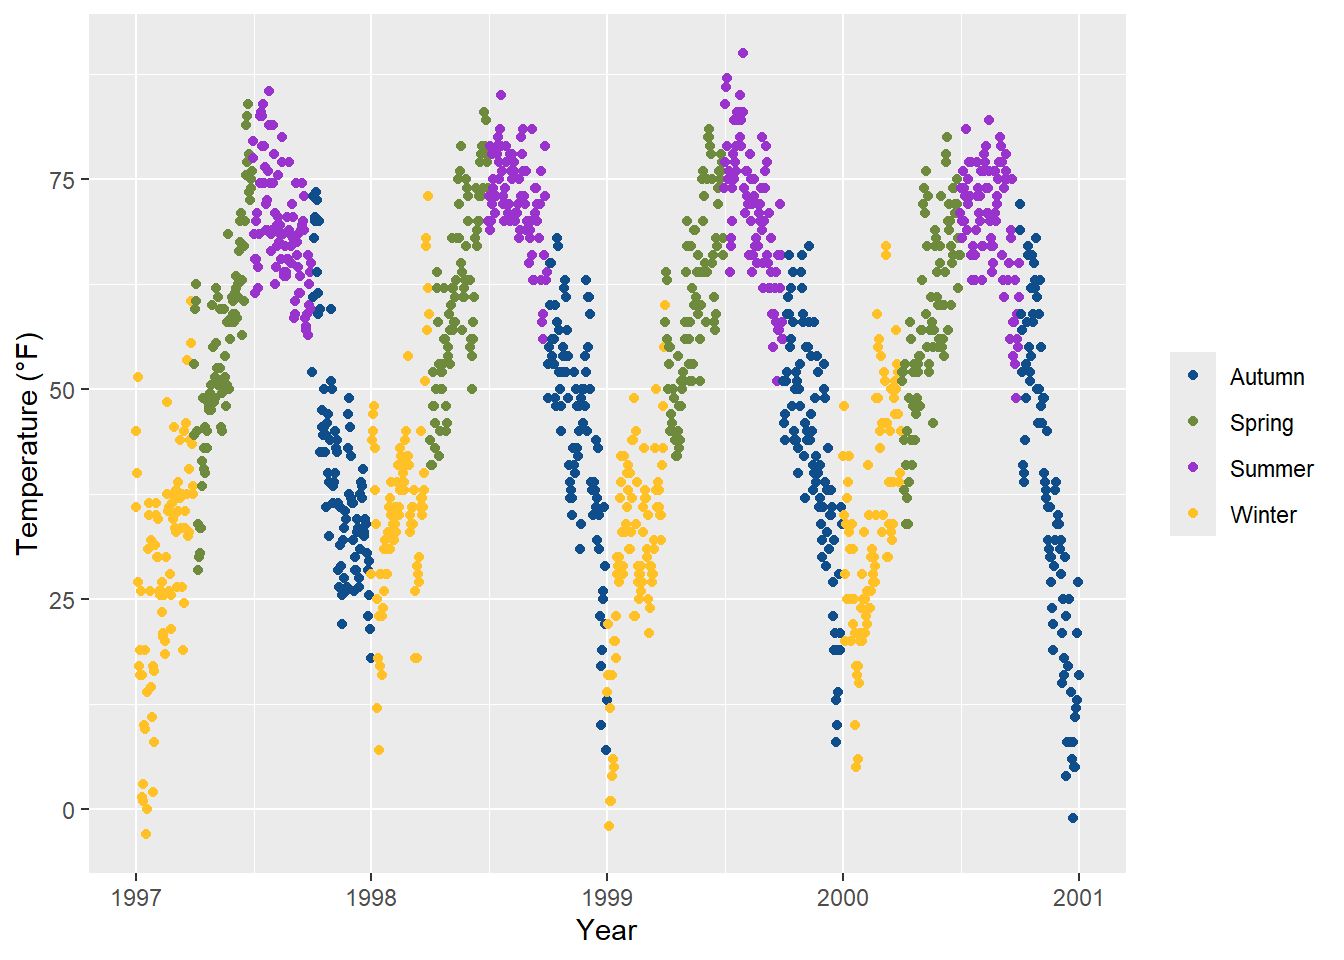 75
50
25
0
Temperature (°F)
1997 1998 1999 2000 2001
Year
Autumn
Spring
Summer
Winter